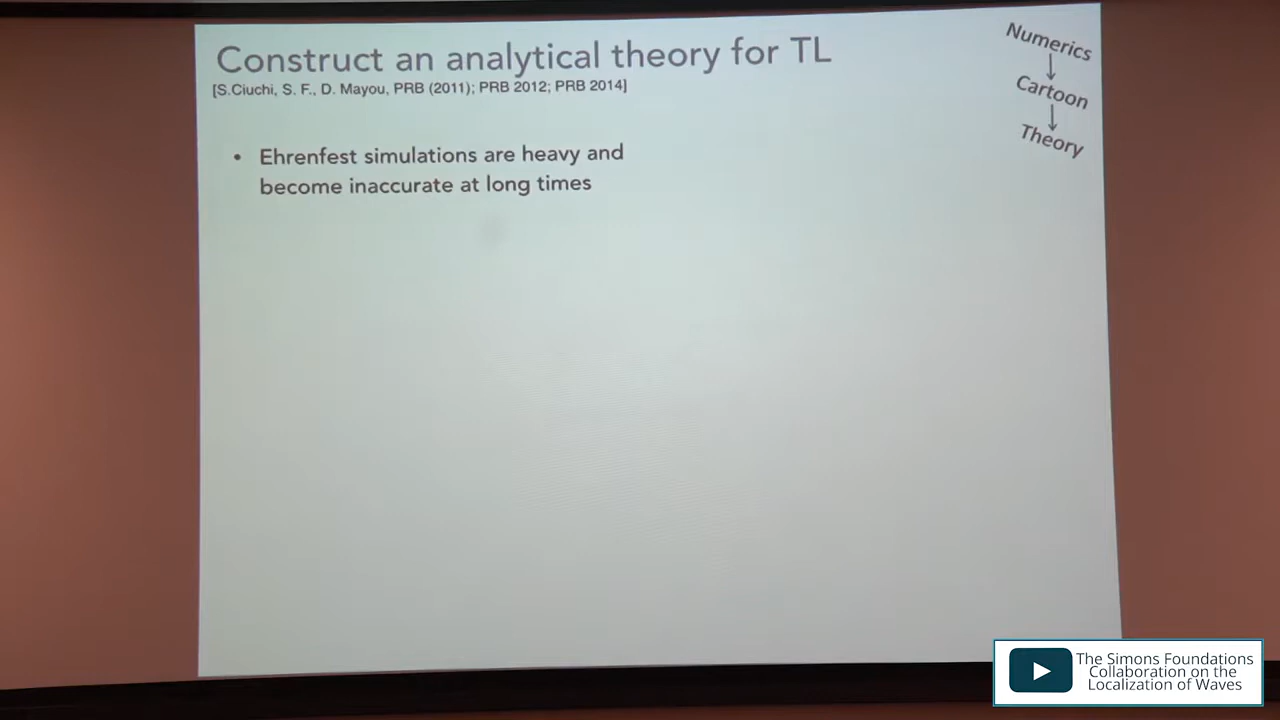 Construct an analytical theory for TL
[S.Ciuchi, S. F., D. Mayou, PRB (2011); PRB 2012; PRB 2014]
Numerics
↓
Cartoon
↓
Theory
• Ehrenfest simulations are heavy and
become inaccurate at long times
The Simons Foundations
Collaboration on the
Localization of Waves